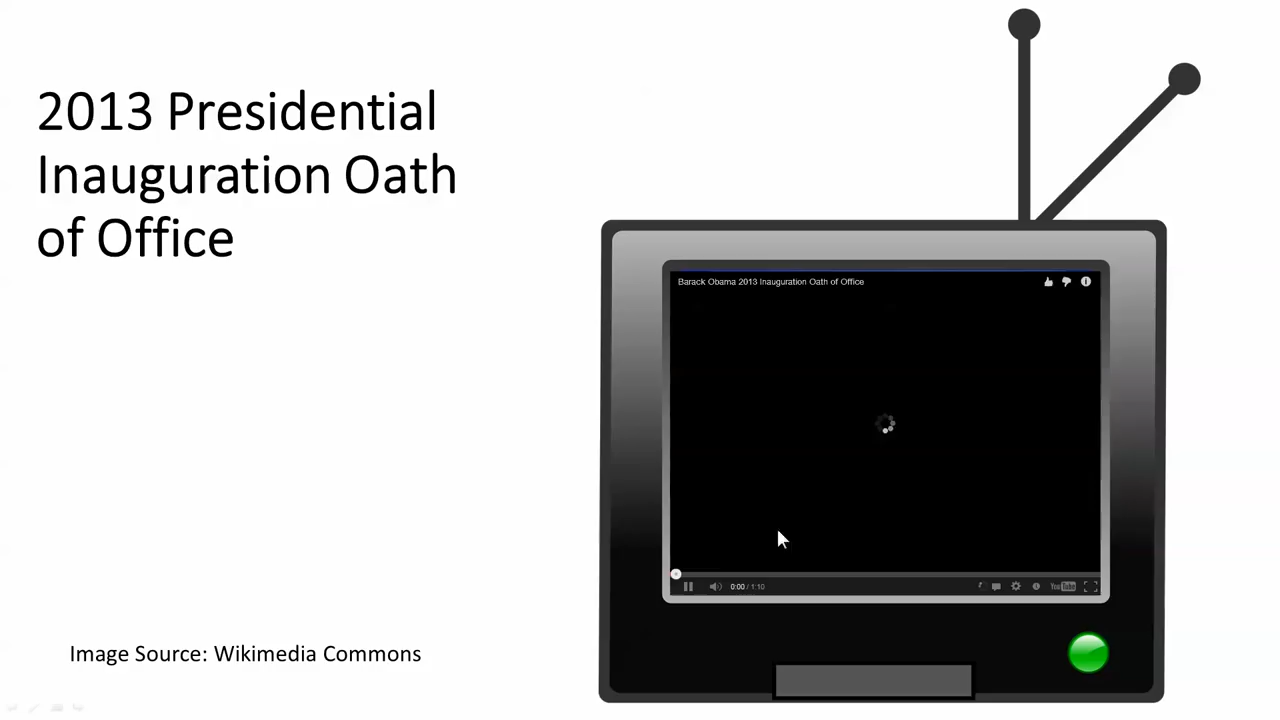 2013 Presidential
Inauguration Oath
of Office
Barack Obama 2013 Inauguration Oath of Office
0:00 / 1:10
YouTube
Image Source: Wikimedia Commons